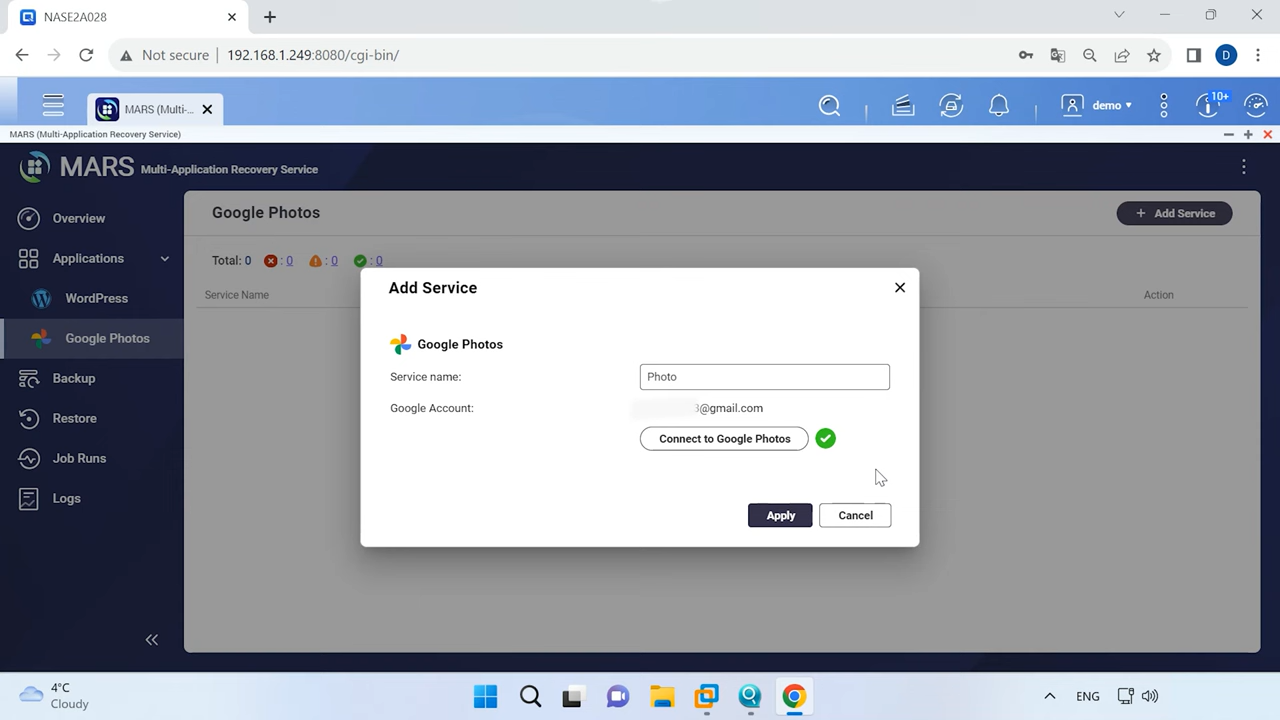 NASE2A028
Not secure
192.168.1.249:8080/cgi-bin/
D
MARS (Multi-...
demo
10+
MARS (Multi-Application Recovery Service)
MARS Multi-Application Recovery Service
Overview
Applications
WordPress
Google Photos
Backup
Restore
Job Runs
Logs
Google Photos
+ Add Service
Total: 0 : 0 : 0 : 0
Service Name
Action
Add Service
Google Photos
Service name:
Photo
Google Account:
3@gmail.com
Connect to Google Photos
Apply
Cancel
4°C
Cloudy
ENG